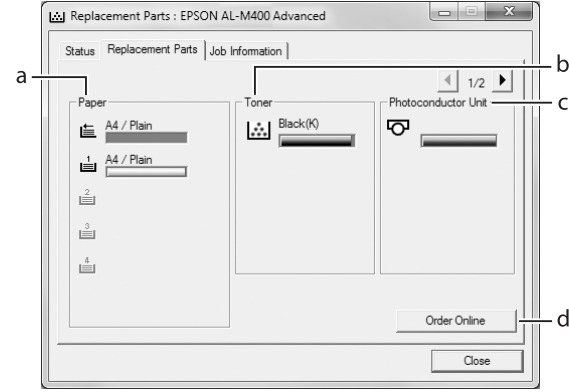 Replacement Parts : EPSON AL-M400 Advanced
Status
Replacement Parts
Job Information
a
b
c
1/2
Paper
Toner
Photoconductor Unit
A4 / Plain
Black(K)
1
A4 / Plain
2
3
4
Order Online
d
Close